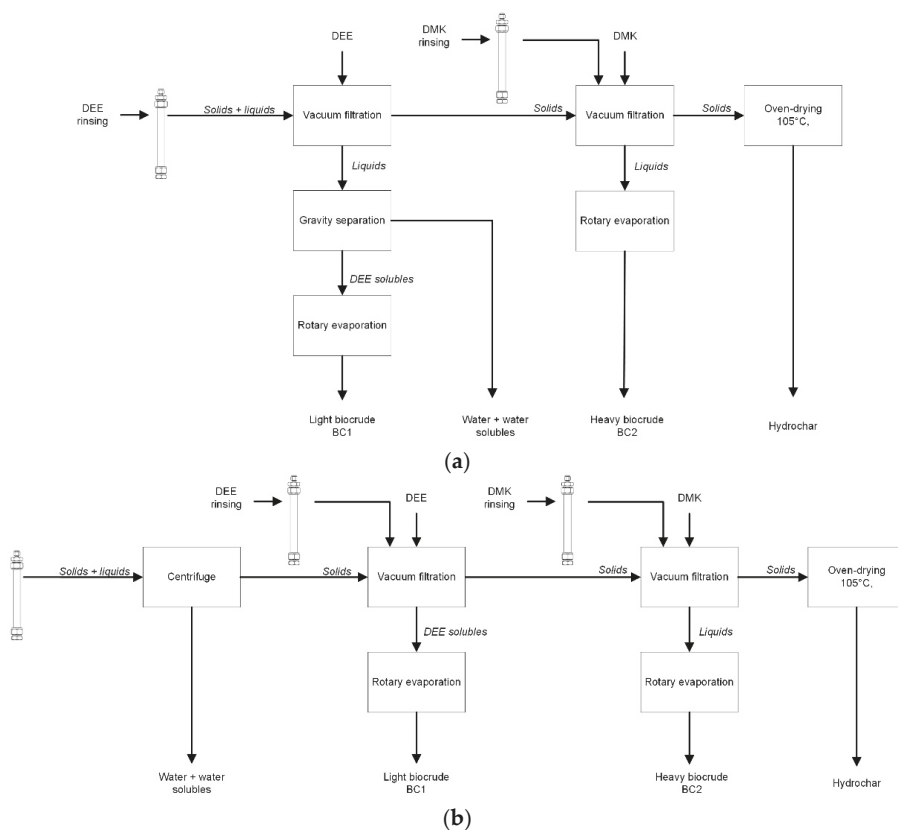 DEE
DMK
rinsing
DMK
DEE
rinsing
Solids + liquids
Vacuum filtration
Solids
Vacuum filtration
Solids
Oven-drying
105°C,
Liquids
Liquids
Gravity separation
Rotary evaporation
DEE solubles
Rotary evaporation
Light biocrude
BC1
Water + water
solubles
Heavy biocrude
BC2
Hydrochar
(a)
DEE
rinsing
DEE
DMK
rinsing
DMK
Solids + liquids
Centrifuge
Solids
Vacuum filtration
Solids
Vacuum filtration
Solids
Oven-drying
105°C,
DEE solubles
Liquids
Rotary evaporation
Rotary evaporation
Water + water
solubles
Light biocrude
BC1
Heavy biocrude
BC2
Hydrochar
(b)